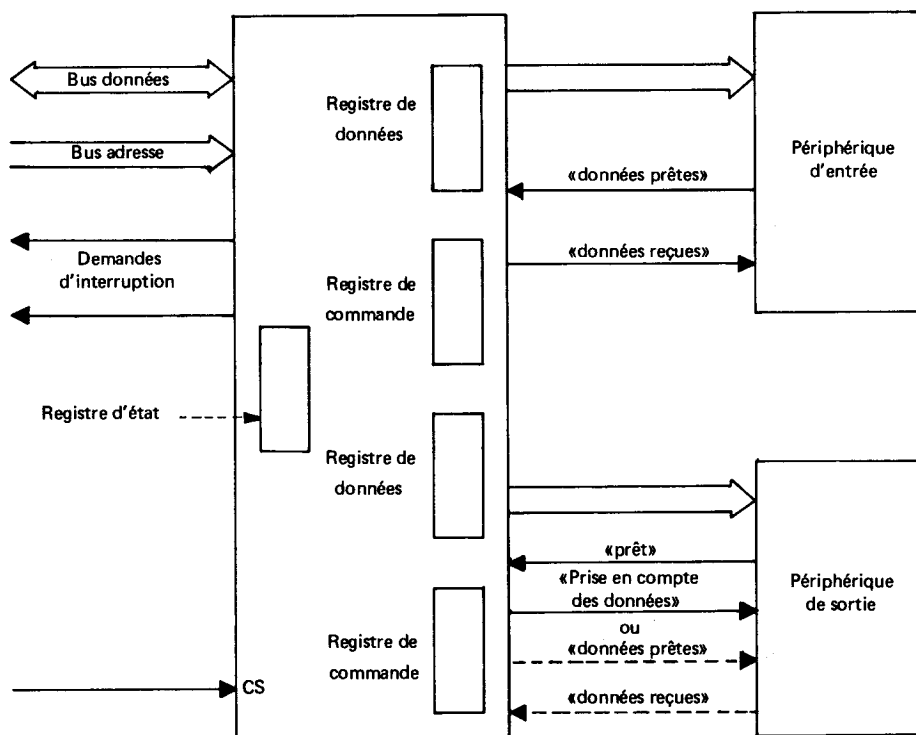 Bus données
Bus adresse
Demandes
d'interruption
Registre d'état
CS
Registre de
données
Registre de
commande
Registre de
données
Registre de
commande
«données prêtes»
«données reçues»
Périphérique
d'entrée
«prêt»
«Prise en compte
des données»
ou
«données prêtes»
«données reçues»
Périphérique
de sortie